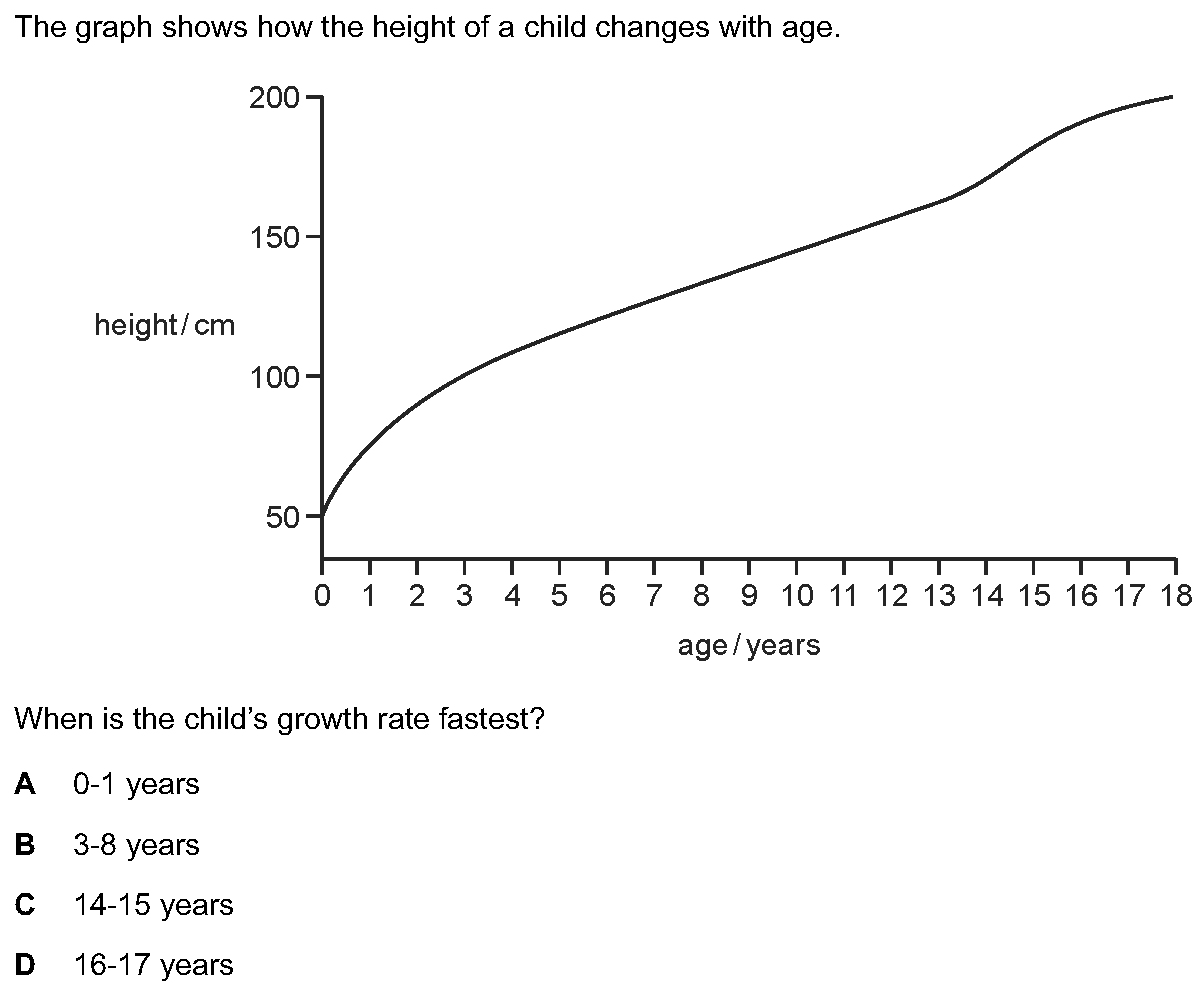 The graph shows how the height of a child changes with age.
200
150
height / cm
100
50
0 1 2 3 4 5 6 7 8 9 10 11 12 13 14 15 16 17 18
age / years
When is the child’s growth rate fastest?
A 0-1 years
B 3-8 years
C 14-15 years
D 16-17 years